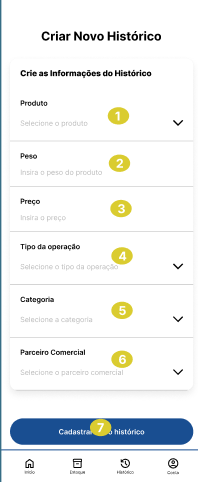 Criar Novo Histórico
Crie as Informações do Histórico
Produto
Selecione o produto
1
Peso
Insira o peso do produto
2
Preço
Insira o preço
3
Tipo da operação
Selecione o tipo da operação
4
Categoria
Selecione a categoria
5
Parceiro Comercial
Selecione o parceiro comercial
6
Cadastrar 7 histórico
Início Estoque Histórico Conta